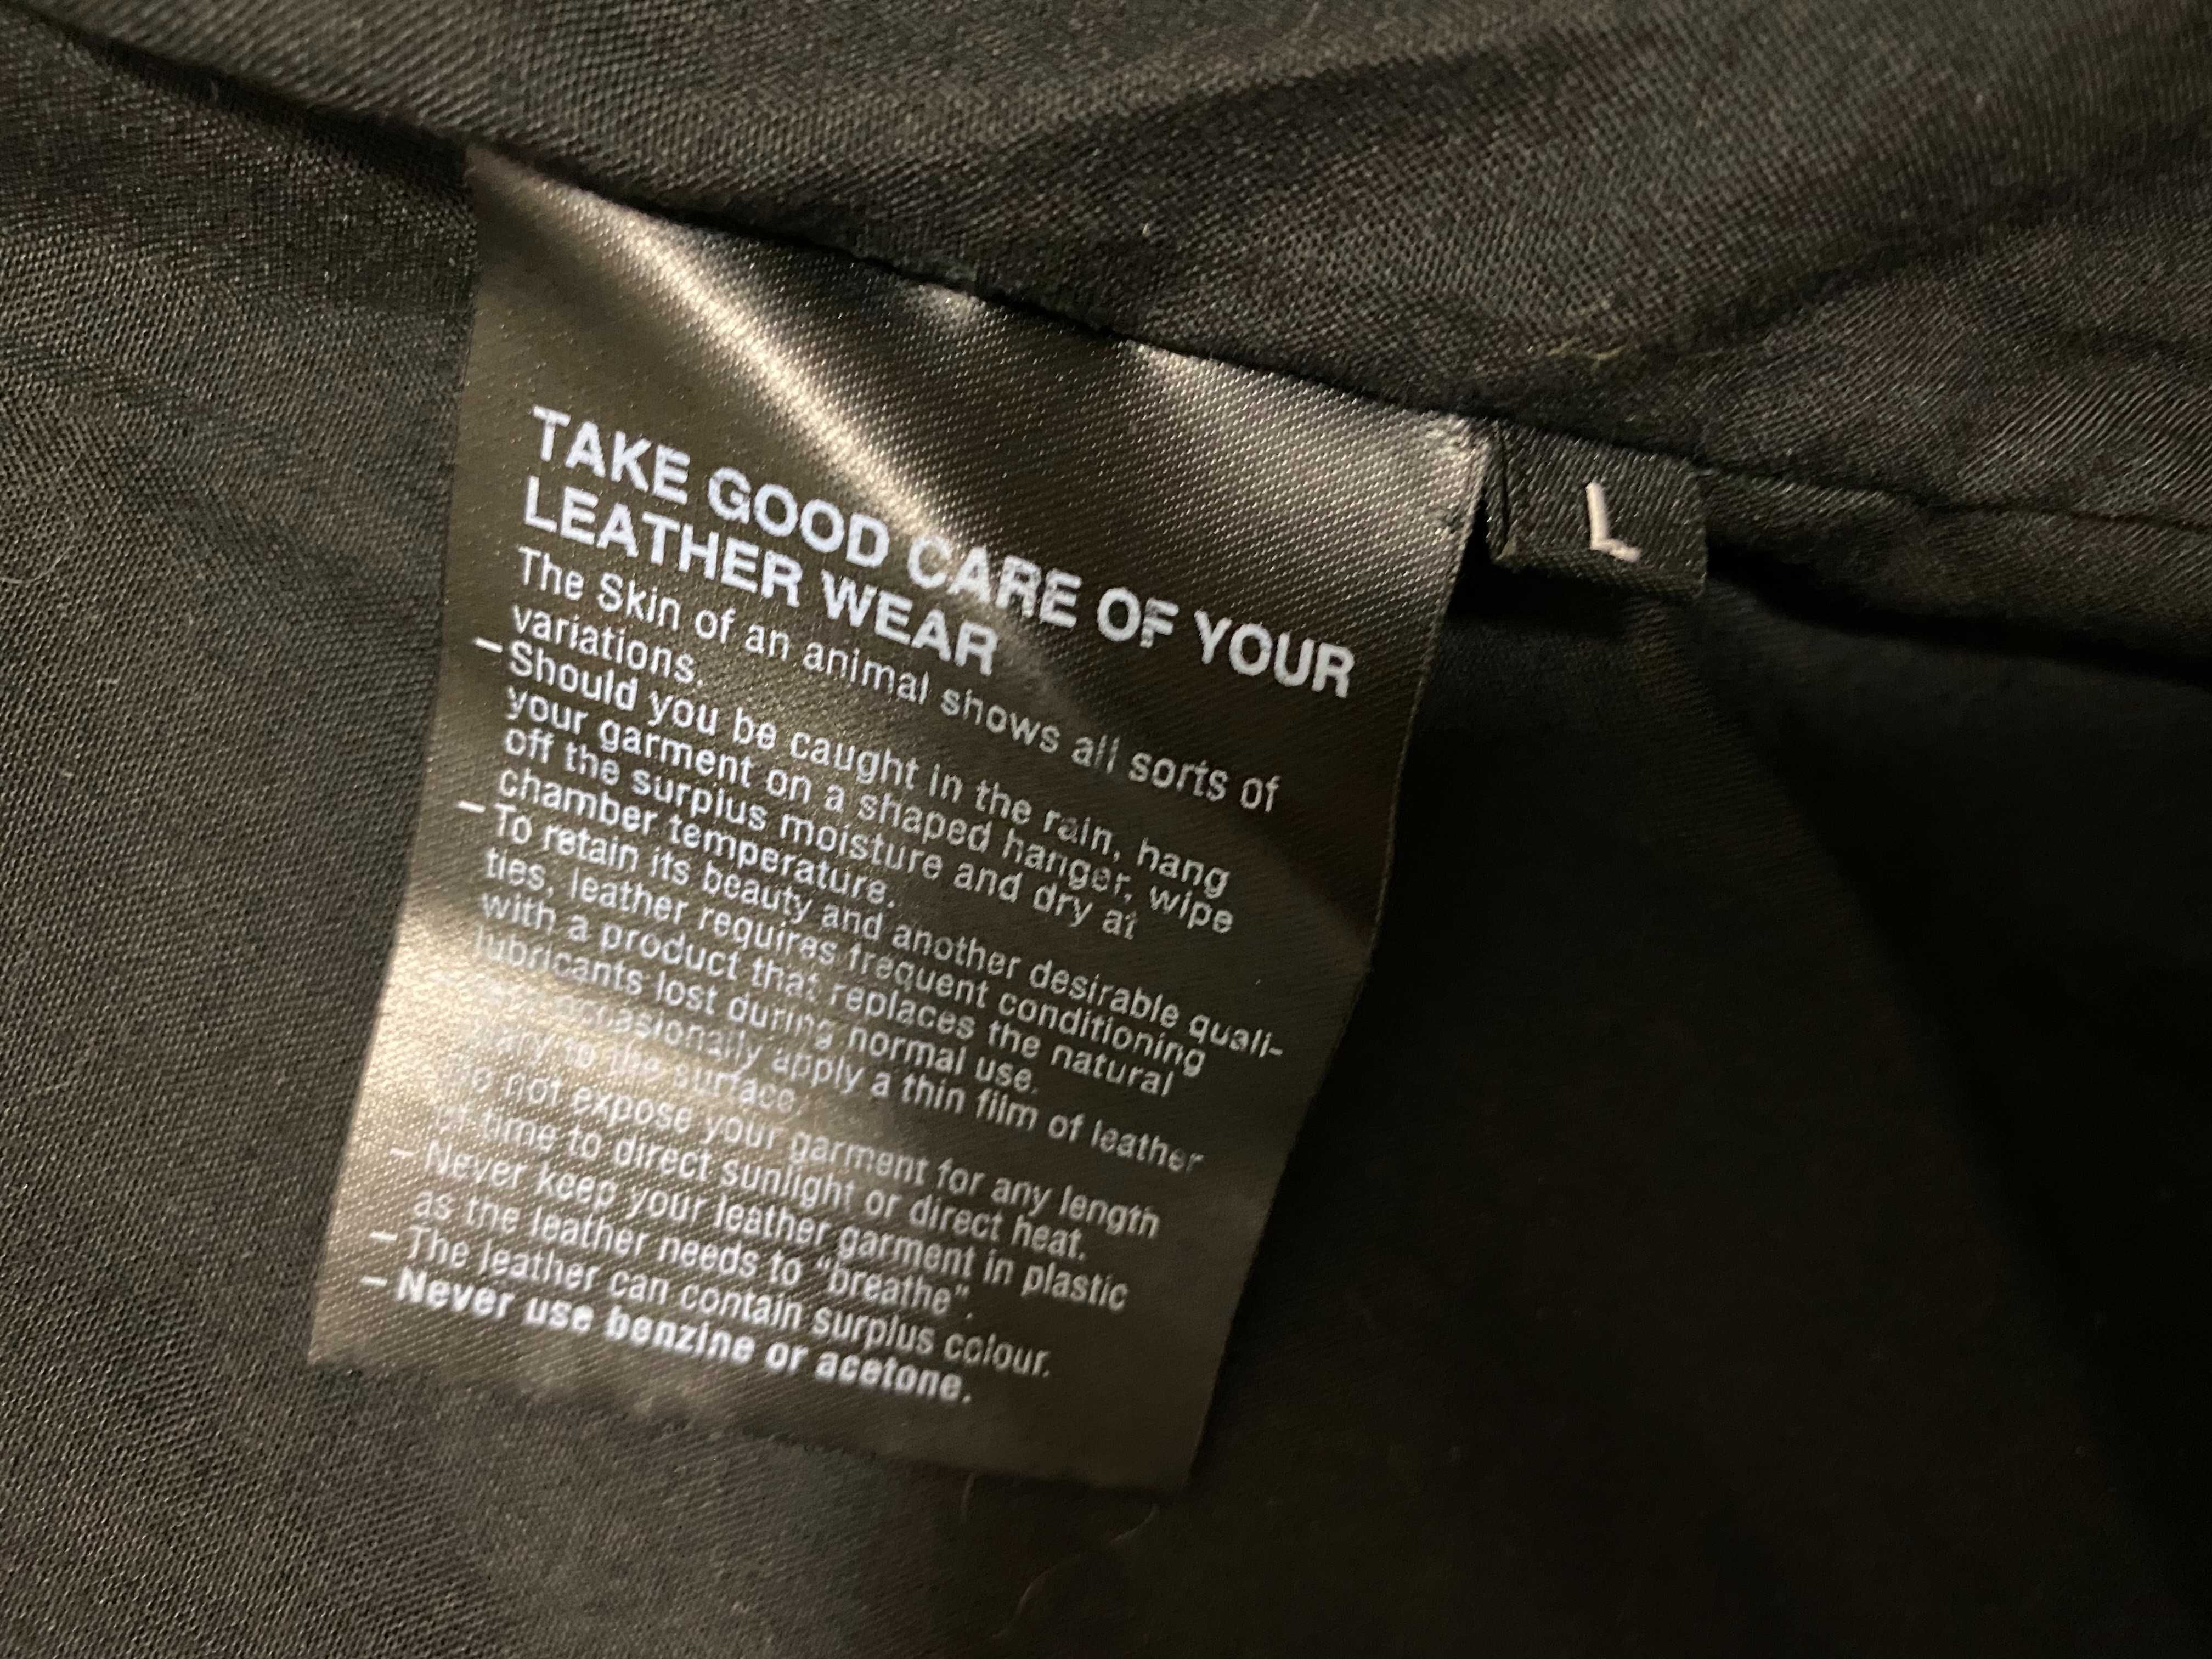 TAKE GOOD CARE OF YOUR
LEATHER WEAR
The Skin of an animal shows all sorts of
variations.
– Should you be caught in the rain, hang
your garment on a shaped hanger, wipe
off the surplus moisture and dry at
chamber temperature.
– To retain its beauty and another desirable quali-
ties, leather requires frequent conditioning
with a product that replaces the natural
lubricants lost during normal use.
occasionally apply a thin film of leather
to the surface.
Do not expose your garment for any length
of time to direct sunlight or direct heat.
– Never keep your leather garment in plastic
as the leather needs to "breathe".
– The leather can contain surplus colour.
– Never use benzine or acetone.
L